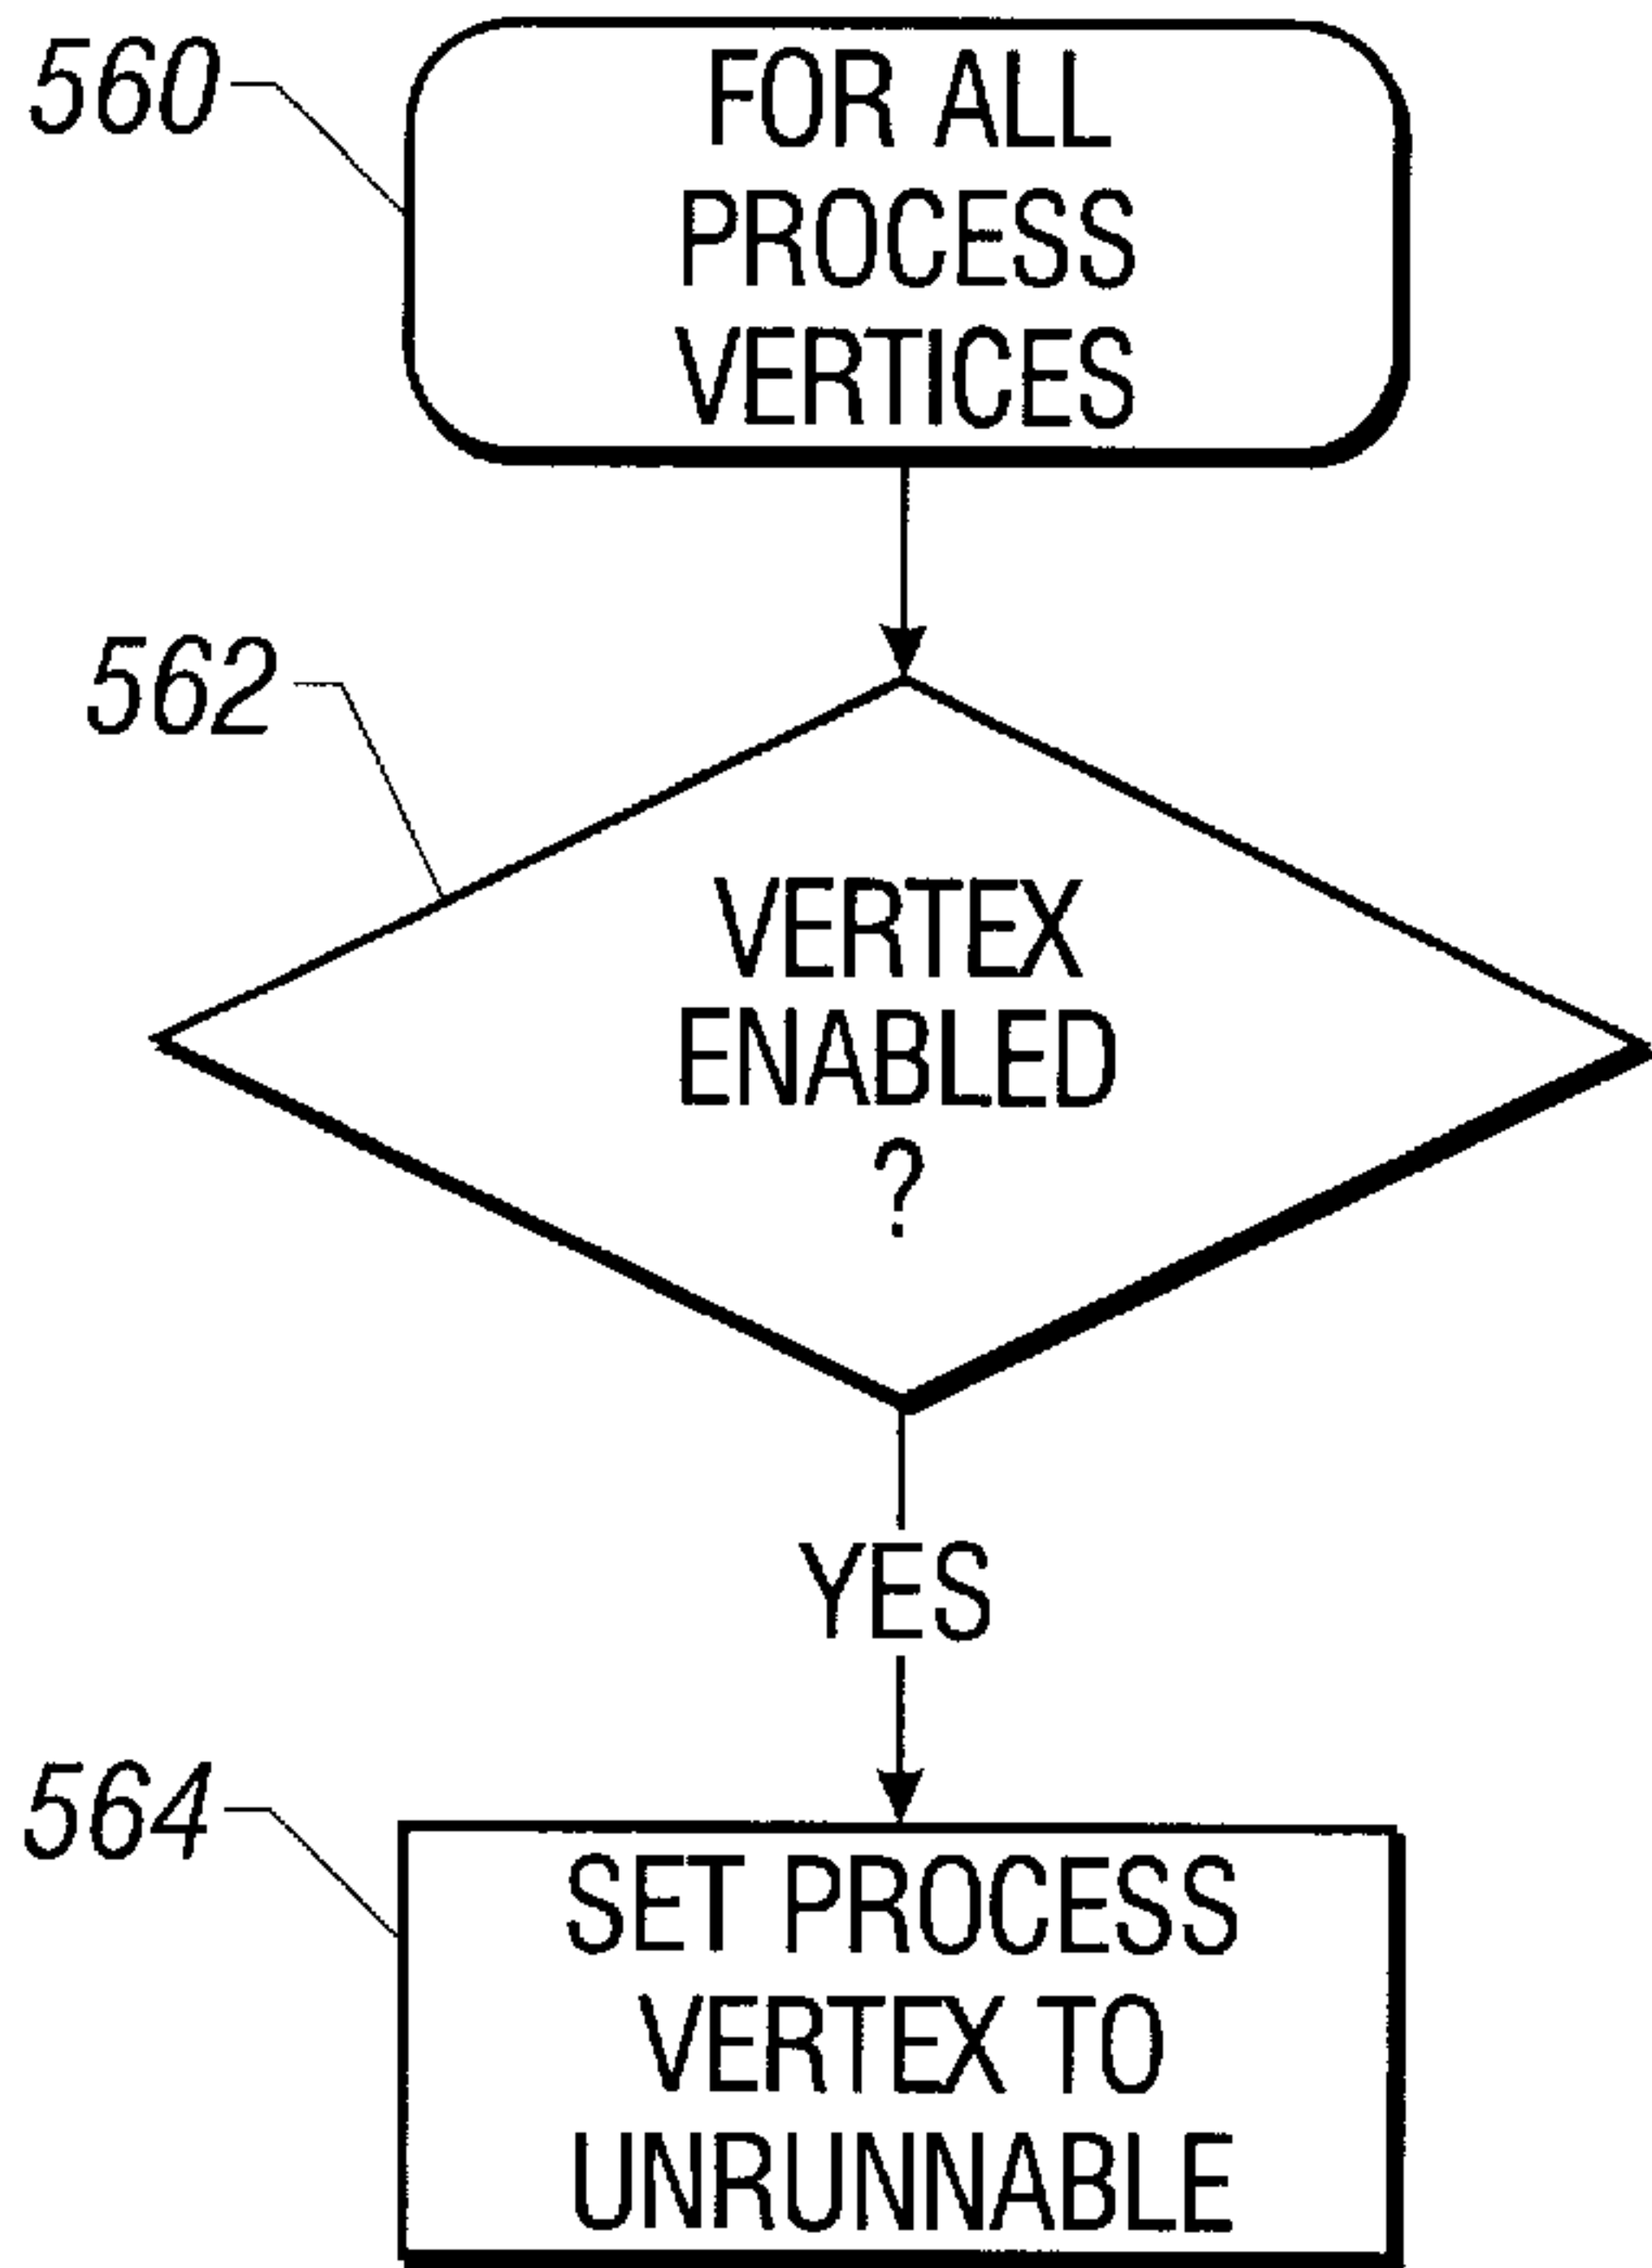 560
FOR ALL
PROCESS
VERTICES
562
VERTEX
ENABLED
?
YES
564
SET PROCESS
VERTEX TO
UNRUNNABLE